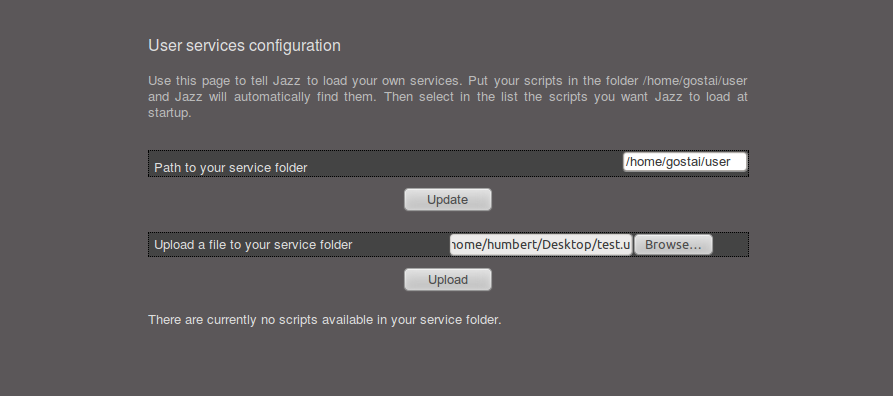 User services configuration
Use this page to tell Jazz to load your own services. Put your scripts in the folder /home/gostai/user
and Jazz will automatically find them. Then select in the list the scripts you want Jazz to load at
startup.
Path to your service folder /home/gostai/user
Update
Upload a file to your service folder home/humbert/Desktop/test.u Browse...
Upload
There are currently no scripts available in your service folder.